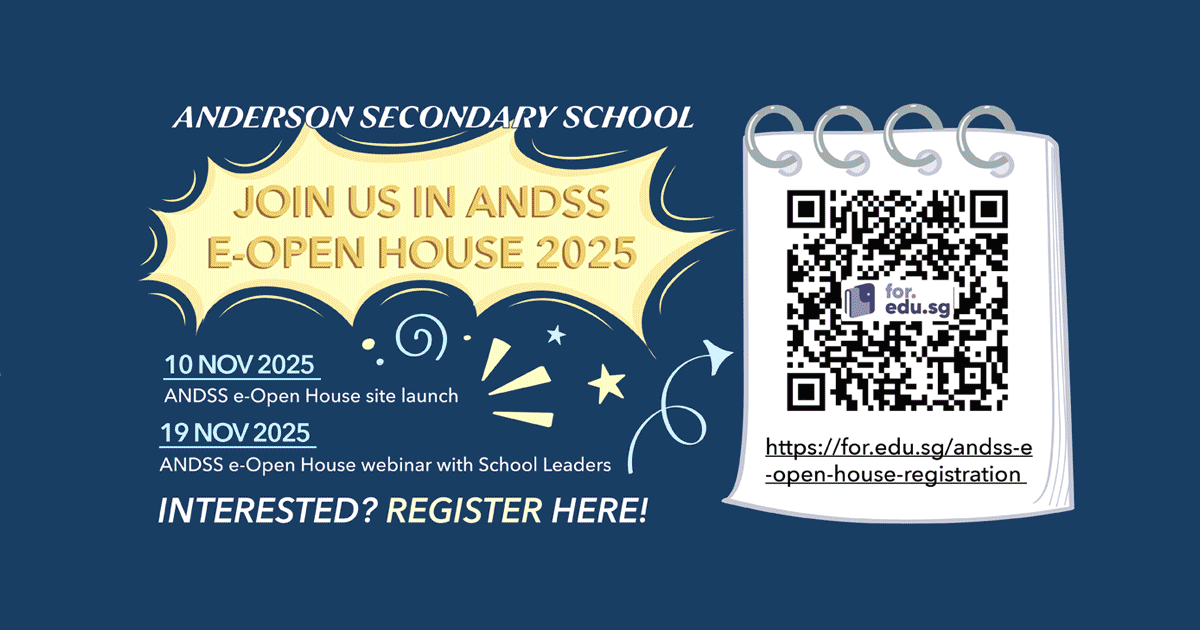 ANDERSON SECONDARY SCHOOL
JOIN US IN ANDSS
E-OPEN HOUSE 2025
10 NOV 2025
ANDSS e-Open House site launch
19 NOV 2025
ANDSS e-Open House webinar with School Leaders
INTERESTED? REGISTER HERE!
for.
edu.sg
https://for.edu.sg/andss-e
-open-house-registration